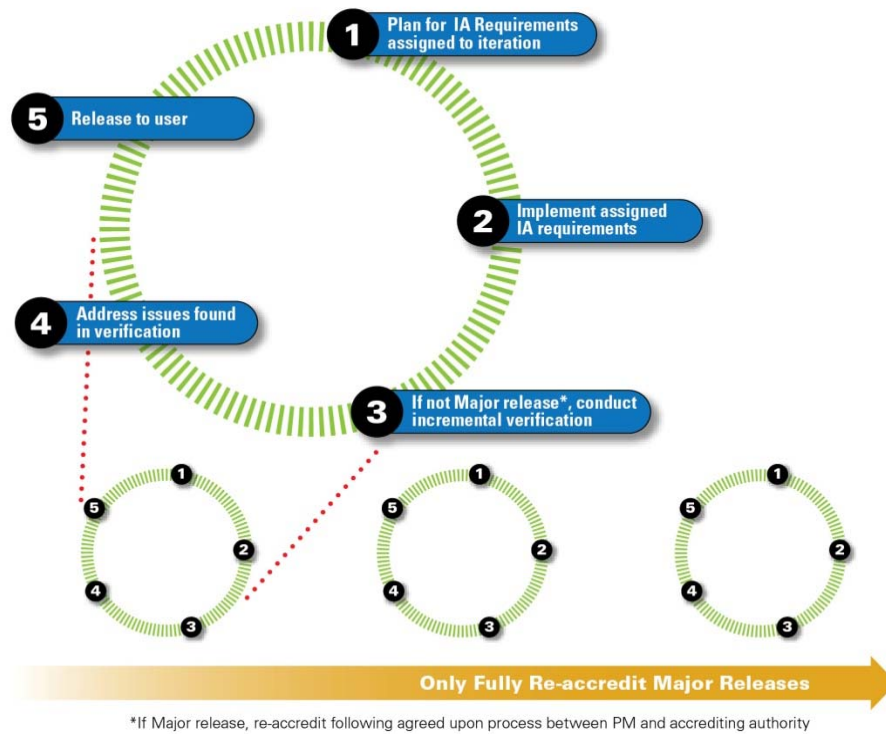 1
Plan for IA Requirements
assigned to iteration
5
Release to user
2
Implement assigned
IA requirements
4
Address issues found
in verification
3
If not Major release*, conduct
incremental verification
1
5
2
4
3
1
5
2
4
3
1
5
2
4
3
Only Fully Re-accredit Major Releases
*If Major release, re-accredit following agreed upon process between PM and accrediting authority